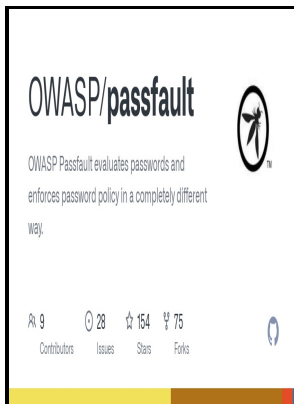 OWASP/passfault
OWASP Passfault evaluates passwords and
enforces password policy in a completely different
way.
9 28 154 75
Contributors Issues Stars Forks
TM